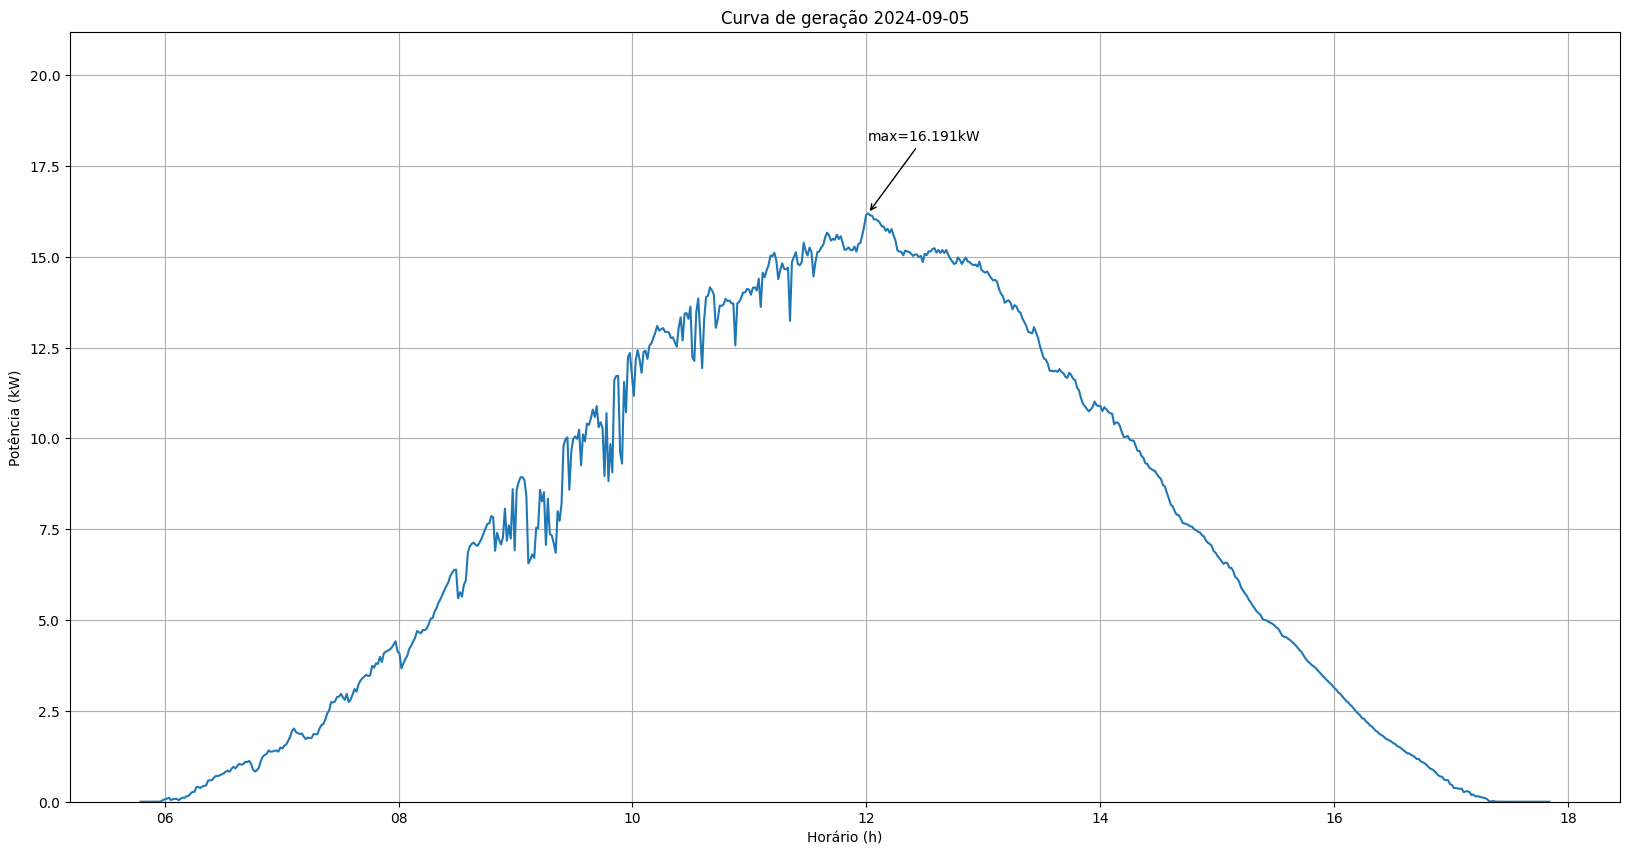 Curva de geração 2024-09-05
20.0
17.5
15.0
12.5
10.0
7.5
5.0
2.5
0.0
Potência (kW)
max=16.191kW
06 08 10 12 14 16 18
Horário (h)